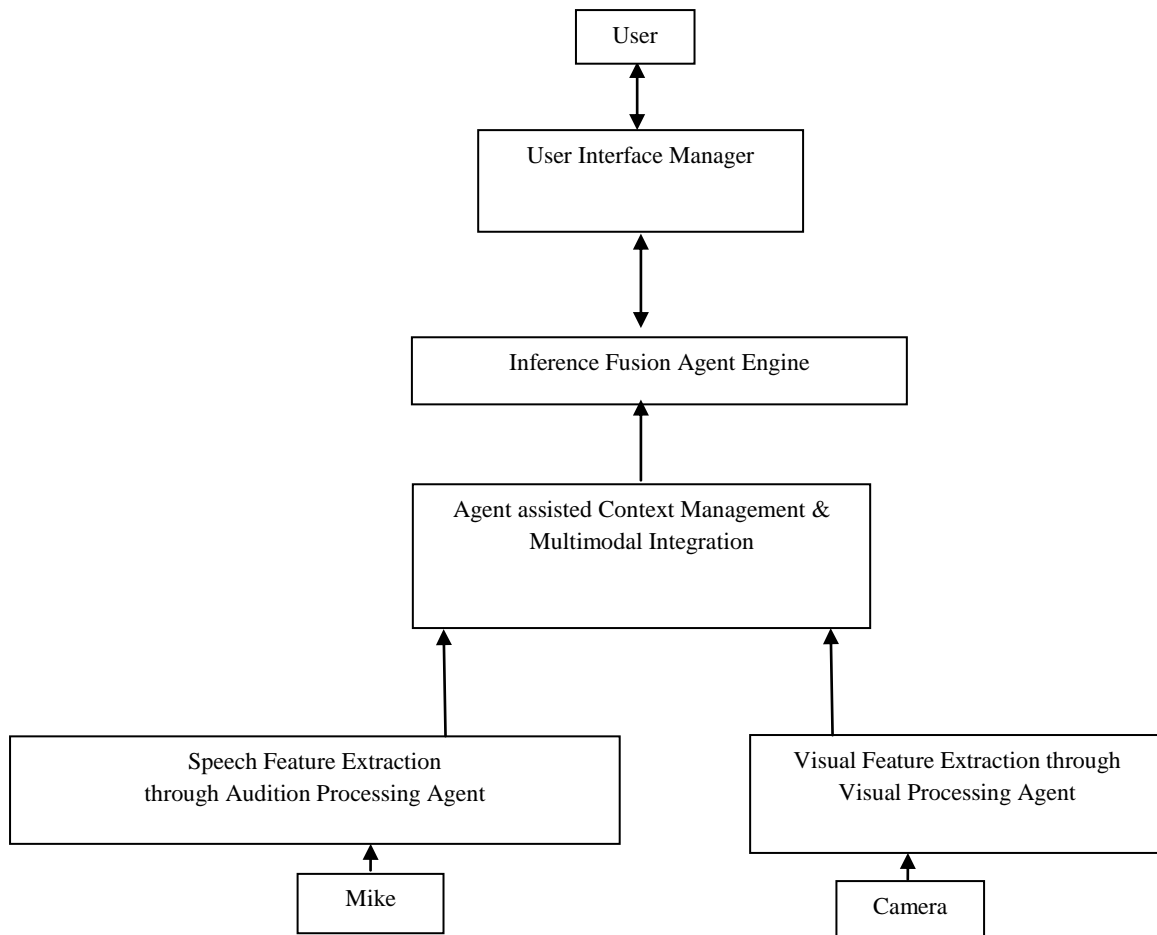 User
User Interface Manager
Inference Fusion Agent Engine
Agent assisted Context Management &
Multimodal Integration
Speech Feature Extraction
through Audition Processing Agent
Visual Feature Extraction through
Visual Processing Agent
Mike
Camera